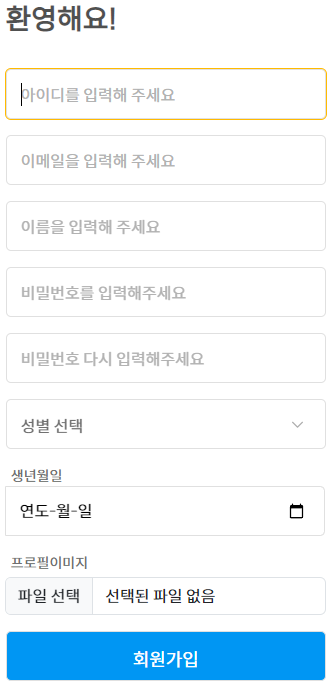 환영해요!
아이디를 입력해 주세요
이메일을 입력해 주세요
이름을 입력해 주세요
비밀번호를 입력해주세요
비밀번호 다시 입력해주세요
성별 선택
생년월일
연도-월-일
프로필이미지
파일 선택 선택된 파일 없음
회원가입